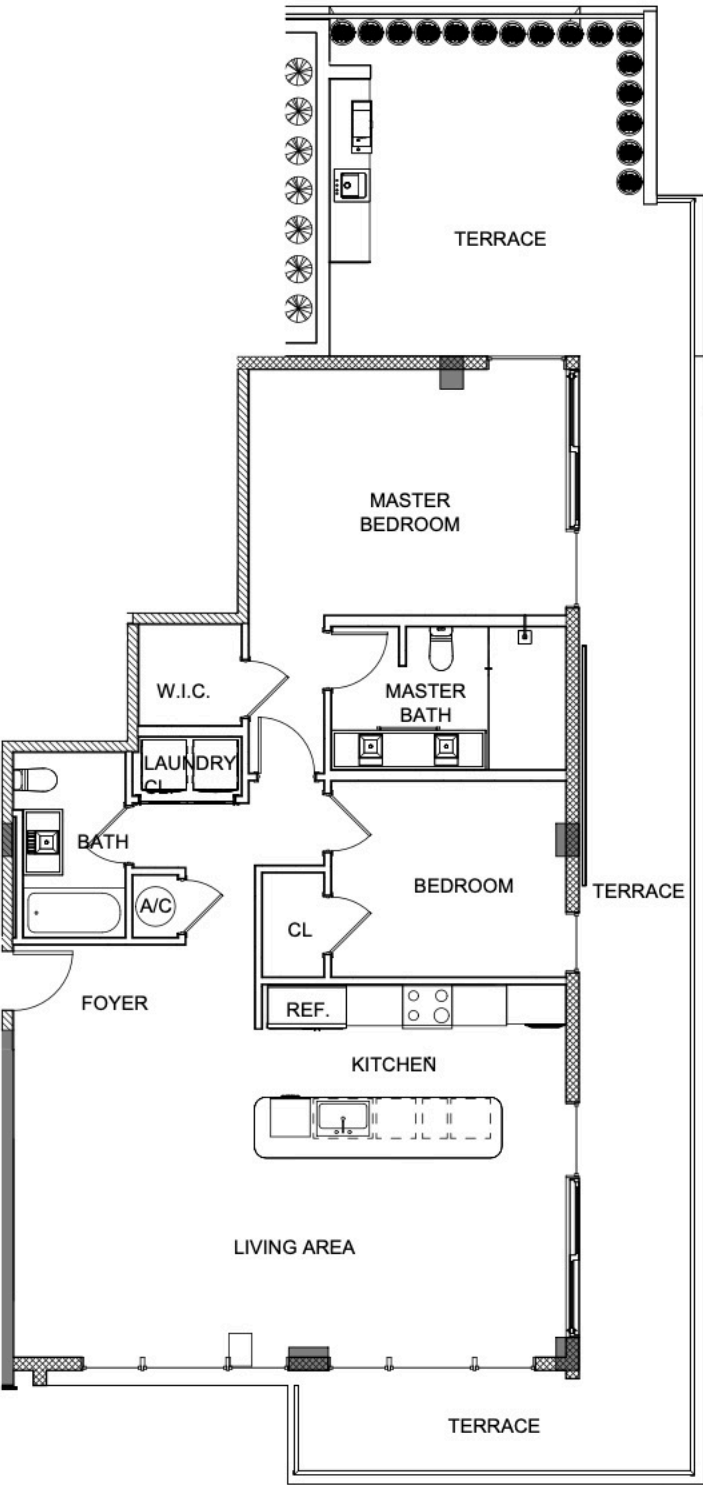 TERRACE
MASTER
BEDROOM
W.I.C.
MASTER
BATH
LAUNDRY
CL
BATH
BEDROOM
TERRACE
A/C
CL
FOYER
REF.
KITCHEN
LIVING AREA
TERRACE